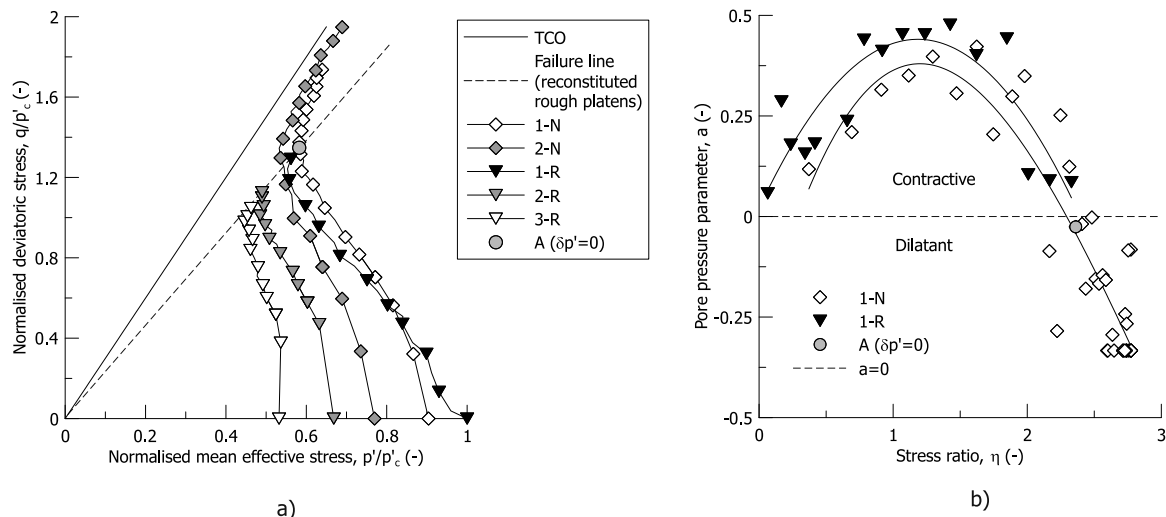 2
1.6
1.2
0.8
0.4
0
0
0.2
0.4
0.6
0.8
1
Normalised deviatoric stress, q/p'c (-)
Normalised mean effective stress, p'/p'c (-)
TCO
Failure line
(reconstituted
rough platens)
1-N
2-N
1-R
2-R
3-R
A (δp'=0)
a)
0.5
0.25
0
-0.25
-0.5
0
1
2
3
Pore pressure parameter, a (-)
Stress ratio, η (-)
Contractive
Dilatant
1-N
1-R
A (δp'=0)
a=0
b)